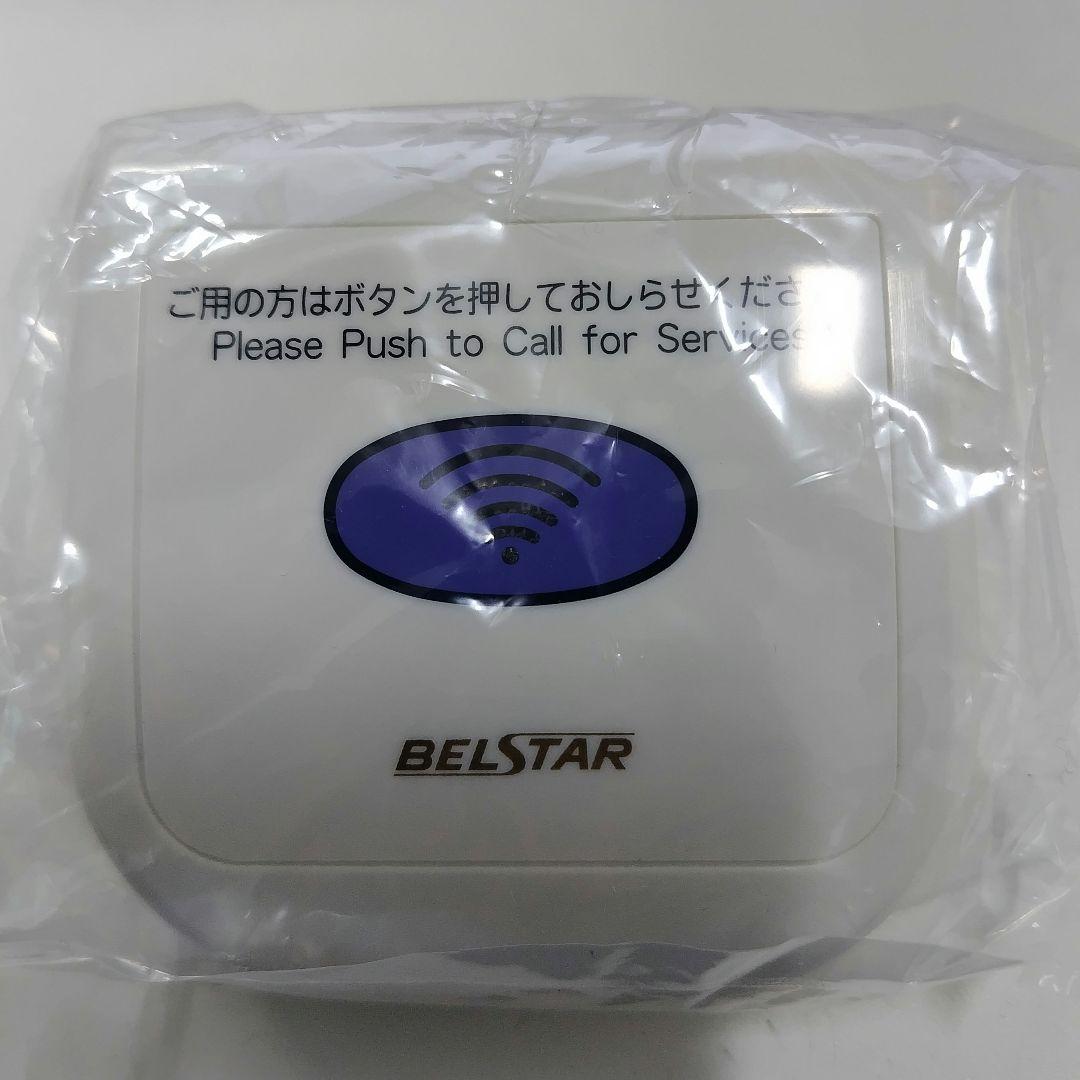 ご用の方はボタンを押しておしらせくださ
Please Push to Call for Services
BELSTAR